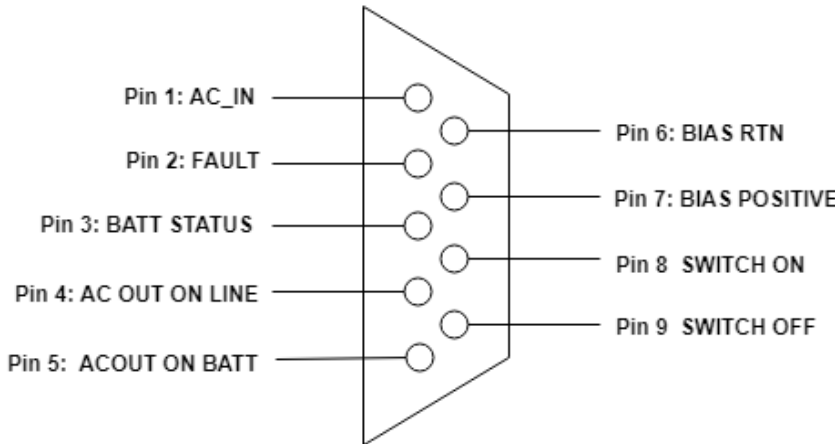 Pin 1: AC_IN
Pin 2: FAULT
Pin 3: BATT STATUS
Pin 4: AC OUT ON LINE
Pin 5: ACOUT ON BATT
Pin 6: BIAS RTN
Pin 7: BIAS POSITIVE
Pin 8 SWITCH ON
Pin 9 SWITCH OFF